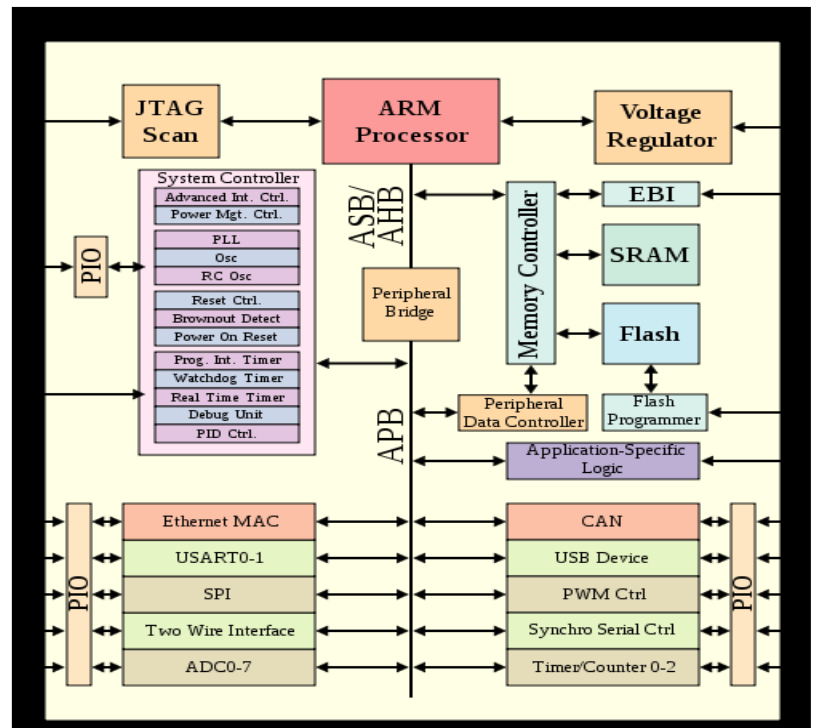 JTAG
Scan
ARM
Processor
Voltage
Regulator
System Controller
Advanced Int. Ctrl.
Power Mgt. Ctrl.
PLL
Osc
RC Osc
Reset Ctrl.
Brownout Detect
Power On Reset
Prog. Int. Timer
Watchdog Timer
Real Time Timer
Debug Unit
PID Ctrl.
PIO
ASB/
AHB
Peripheral
Bridge
APB
Memory Controller
EBI
SRAM
Flash
Peripheral
Data Controller
Flash
Programmer
Application-Specific
Logic
PIO
Ethernet MAC
USART0-1
SPI
Two Wire Interface
ADC0-7
CAN
USB Device
PWM Ctrl
Synchro Serial Ctrl
Timer/Counter 0-2
PIO